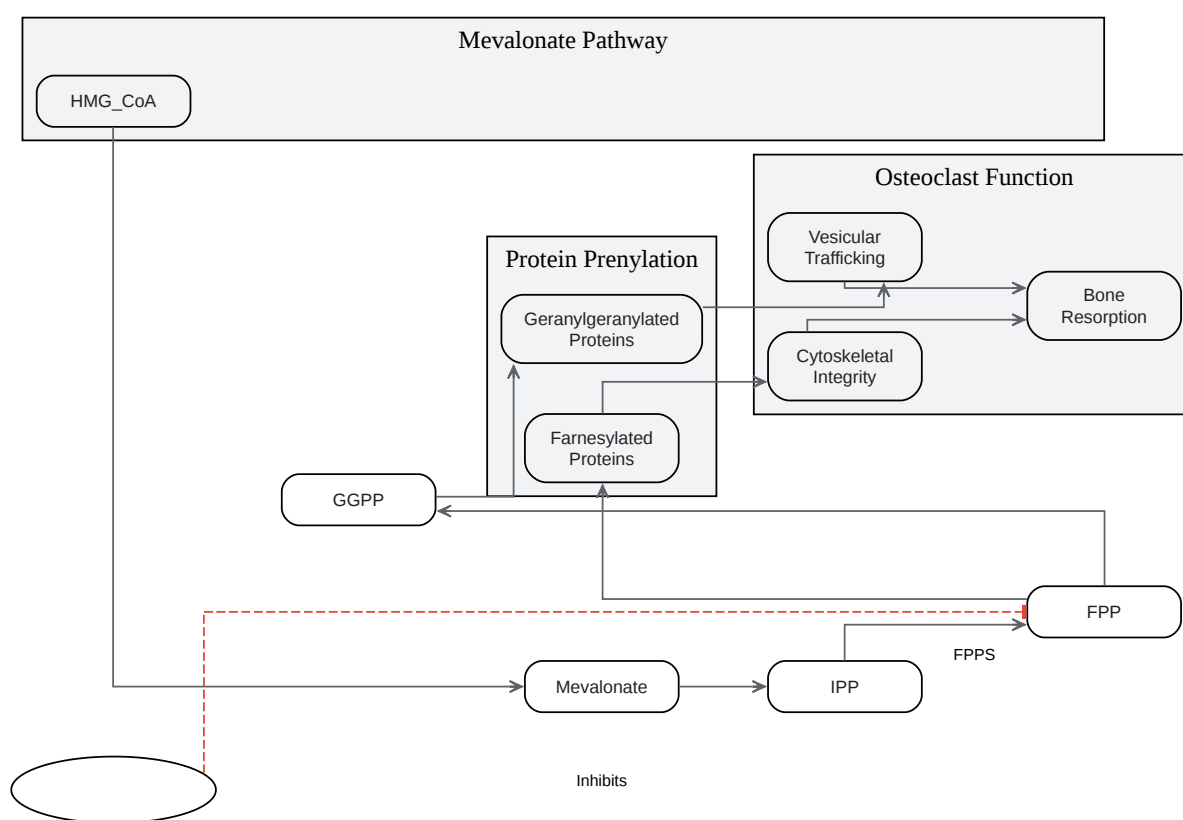 Mevalonate Pathway
HMG_CoA
Osteoclast Function
Vesicular
Trafficking
Protein Prenylation
Bone
Resorption
Geranylgeranylated
Proteins
Cytoskeletal
Integrity
Farnesylated
Proteins
GGPP
FPP
FPPS
Mevalonate
IPP
Inhibits